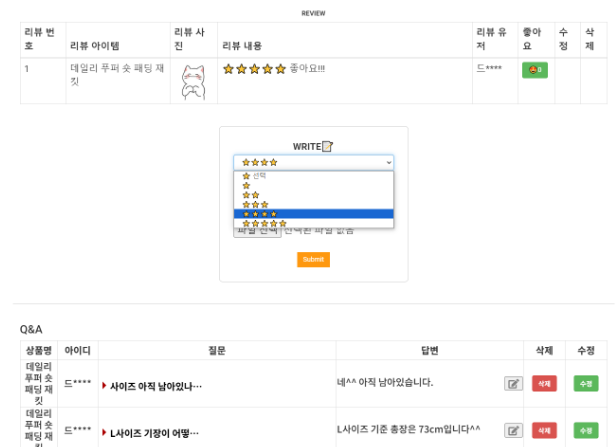 REVIEW
리뷰 번호 리뷰 아이템 리뷰 사진 리뷰 내용 리뷰 유저 좋아요 수정 삭제
1 데일리 푸퍼 숏 패딩 재킷 ⭐⭐⭐⭐⭐ 좋아요!!! 드**** 😍0
WRITE📝
⭐⭐⭐⭐
⭐ 선택
⭐
⭐⭐
⭐⭐⭐
⭐⭐⭐⭐
⭐⭐⭐⭐⭐
파일 선택 선택된 파일 없음
Submit
Q&A
상품명 아이디 질문 답변 삭제 수정
데일리 푸퍼 숏 패딩 재킷 드**** ▶ 사이즈 아직 남아있나… 네^^ 아직 남아있습니다. 삭제 수정
데일리 푸퍼 숏 패딩 재 드**** ▶ L사이즈 기장이 어떻… L사이즈 기준 총장은 73cm입니다^^ 삭제 수정